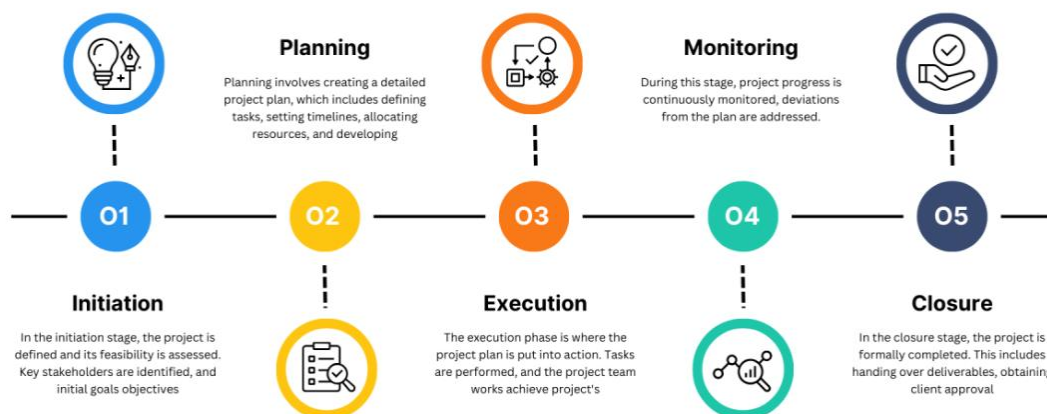 O1
Initiation
In the initiation stage, the project is
defined and its feasibility is assessed.
Key stakeholders are identified, and
initial goals objectives
Planning
Planning involves creating a detailed
project plan, which includes defining
tasks, setting timelines, allocating
resources, and developing
O2
O3
Execution
The execution phase is where the
project plan is put into action. Tasks
are performed, and the project team
works achieve project's
Monitoring
During this stage, project progress is
continuously monitored, deviations
from the plan are addressed.
O4
O5
Closure
In the closure stage, the project is
formally completed. This includes
handing over deliverables, obtaining
client approval